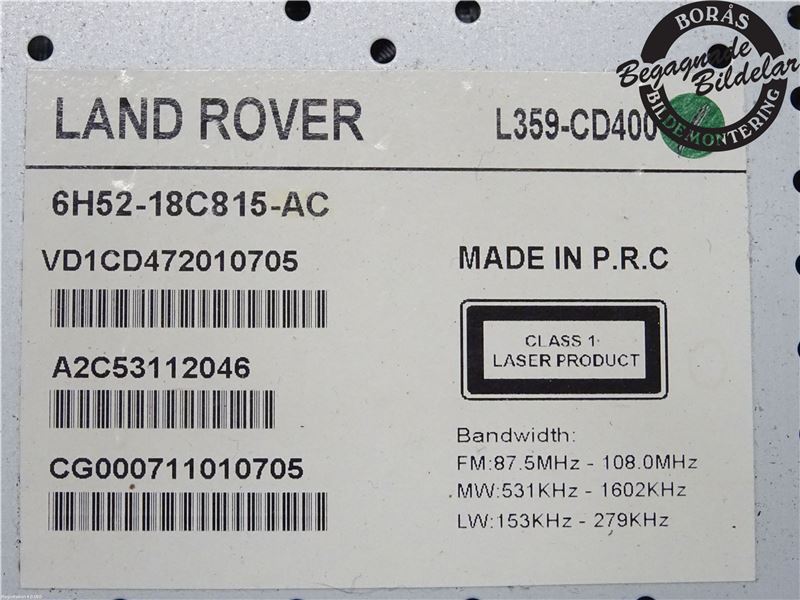 BORÅS
Begagnade
Bildelar
BILDEMONTERING
LAND ROVER
L359-CD400
6H52-18C815-AC
VD1CD472010705
MADE IN P.R.C
CLASS 1
LASER PRODUCT
A2C53112046
Bandwidth:
FM:87.5MHz - 108.0MHz
CG000711010705
MW:531KHz - 1602KHz
LW:153KHz - 279KHz